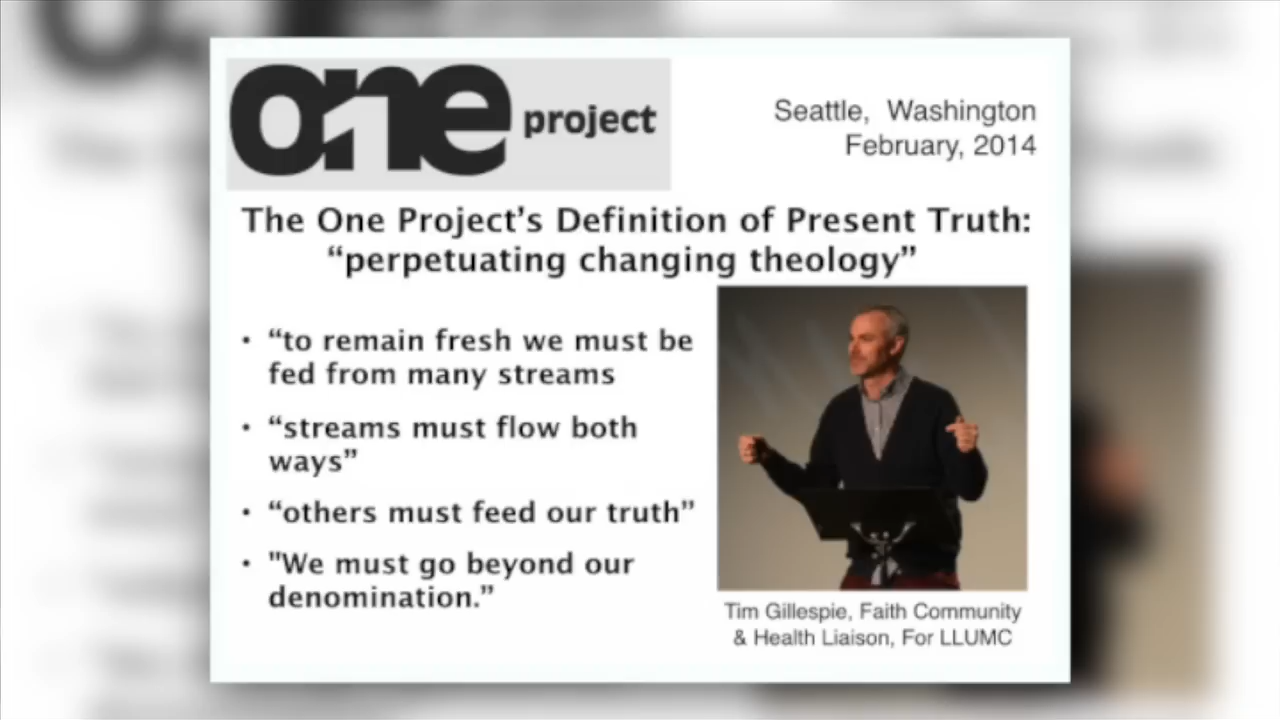 one project
Seattle, Washington
February, 2014
The One Project’s Definition of Present Truth:
“perpetuating changing theology”
• “to remain fresh we must be
fed from many streams
• “streams must flow both
ways”
• “others must feed our truth”
• "We must go beyond our
denomination.”
Tim Gillespie, Faith Community
& Health Liaison, For LLUMC